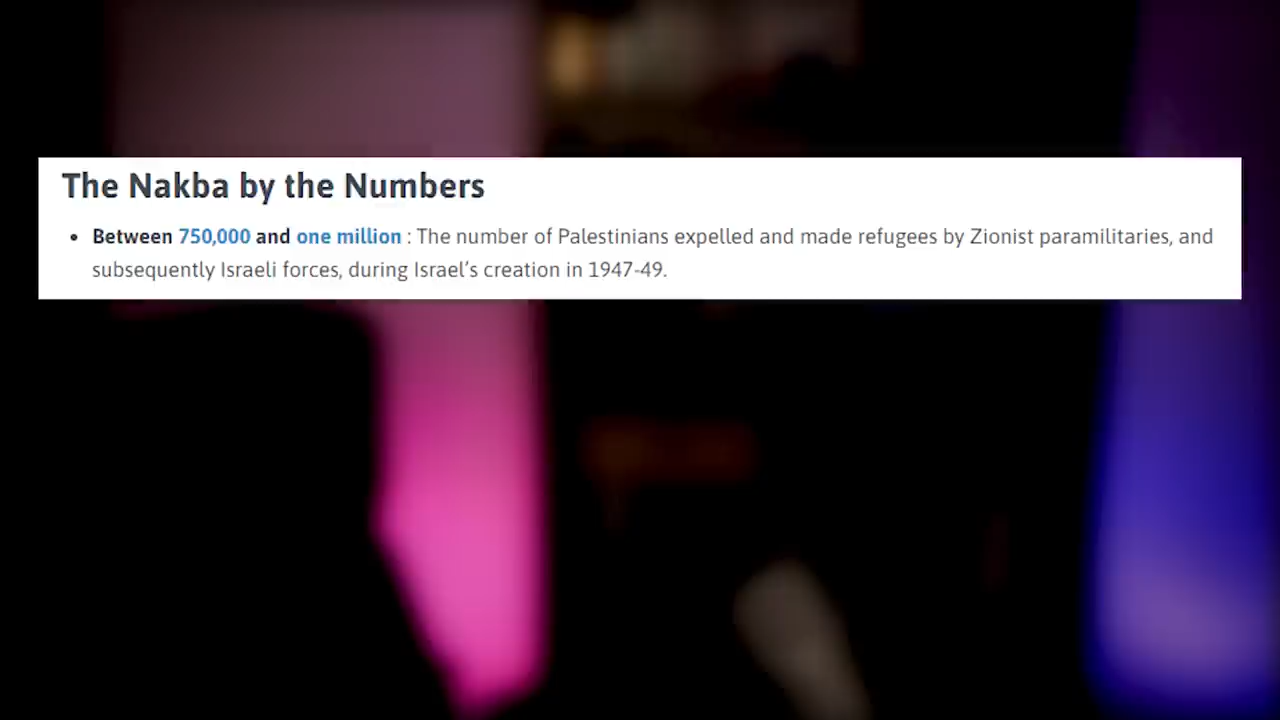 The Nakba by the Numbers
• Between 750,000 and one million : The number of Palestinians expelled and made refugees by Zionist paramilitaries, and
subsequently Israeli forces, during Israel’s creation in 1947-49.